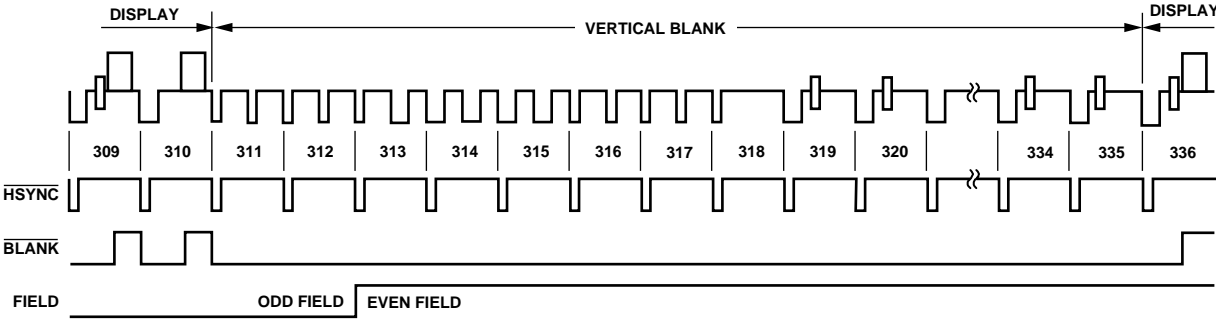 DISPLAY VERTICAL BLANK DISPLAY
309 310 311 312 313 314 315 316 317 318 319 320 334 335 336
HSYNC
BLANK
FIELD ODD FIELD EVEN FIELD